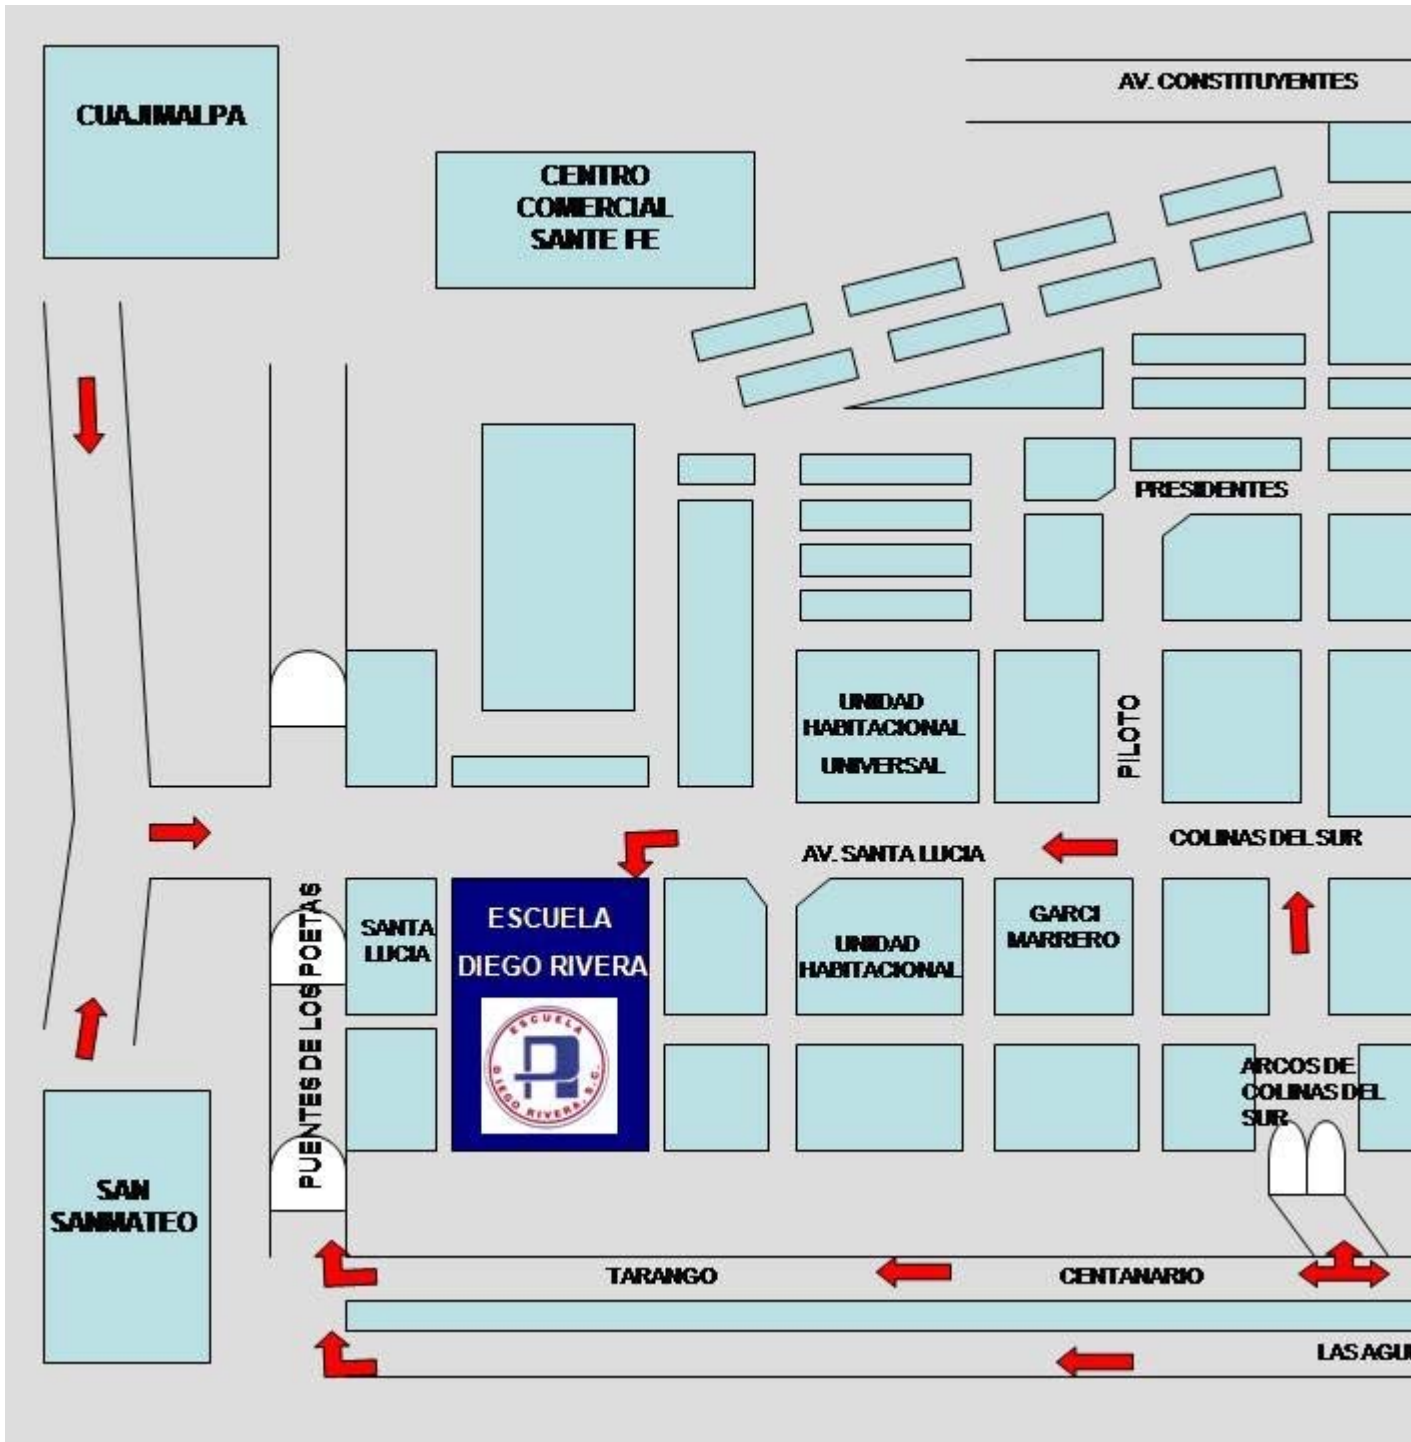 AV. CONSTITUYENTES
CUAJIMALPA
CENTRO
COMERCIAL
SANTE FE
PRESIDENTES
UNIDAD
HABITACIONAL
UNIVERSAL
PILOTO
COLINAS DEL SUR
AV. SANTA LUCIA
PUENTES DE LOS POETAS
SANTA
LUCIA
ESCUELA
DIEGO RIVERA
ESCUELA
DIEGO RIVERA, S.C.
UNIDAD
HABITACIONAL
GARCI
MARRERO
ARCOS DE
COLINAS DEL
SUR
SAN
SANMATEO
TARANGO
CENTANARIO
LAS AGU